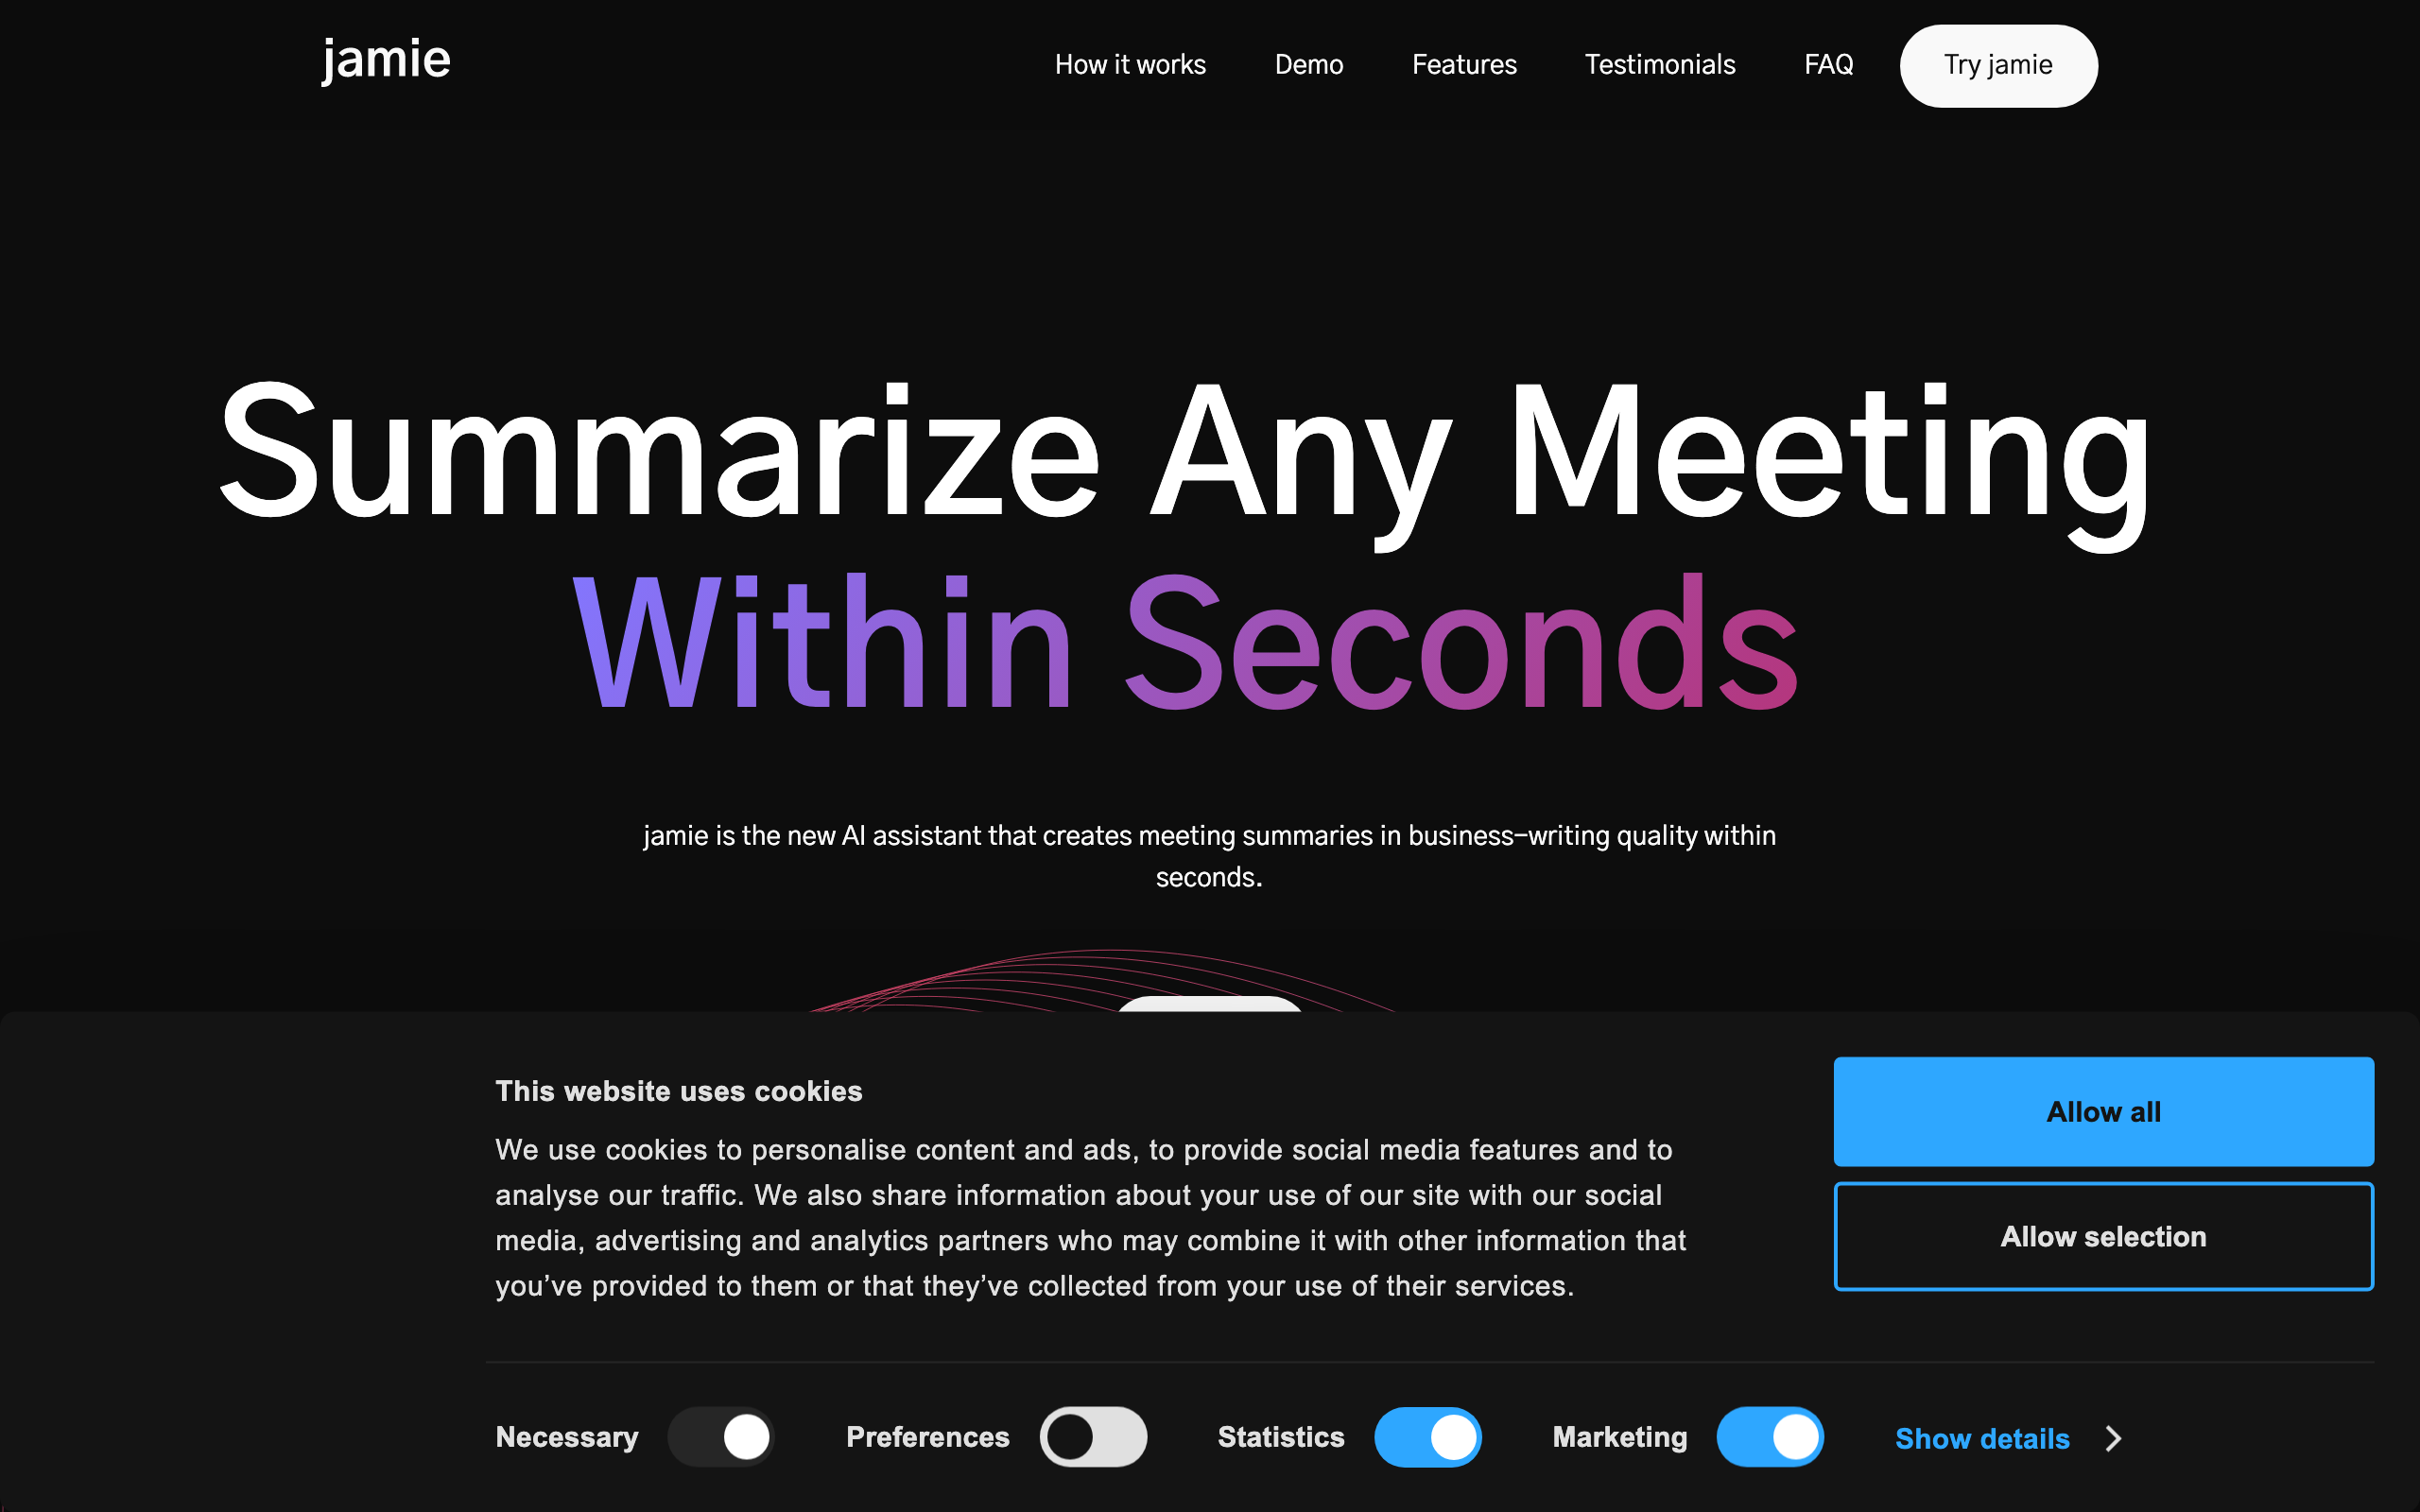 jamie
How it works
Demo
Features
Testimonials
FAQ
Try jamie
Summarize Any Meeting
Within Seconds
jamie is the new AI assistant that creates meeting summaries in business-writing quality within
seconds.
This website uses cookies
We use cookies to personalise content and ads, to provide social media features and to
analyse our traffic. We also share information about your use of our site with our social
media, advertising and analytics partners who may combine it with other information that
you’ve provided to them or that they’ve collected from your use of their services.
Allow all
Allow selection
Necessary
Preferences
Statistics
Marketing
Show details